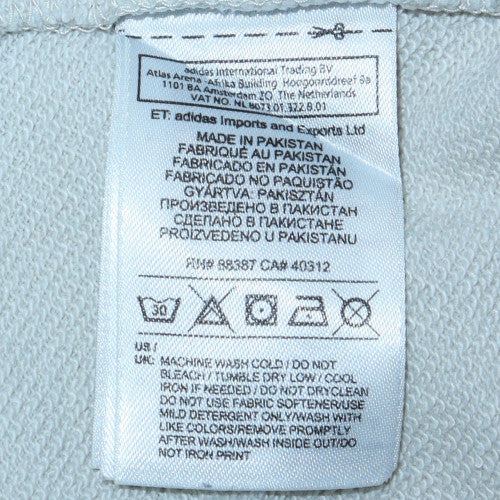 adidas International Trading BV
Atlas Arena -Afrika Building Hoogoorddreef 9a
1101 BA Amsterdam ZO The Netherlands
VAT NO. NL 8073.01.322.B.01
ET: adidas Imports and Exports Ltd
MADE IN PAKISTAN
FABRIQUÉ AU PAKISTAN
FABRICADO EN PAKISTÁN
FABRICADO NO PAQUISTÃO
GYÁRTVA: PAKISZTÁN
ПРОИЗВЕДЕНО В ПАКИСТАН
СДЕЛАНО В ПАКИСТАНЕ
PROIZVEDENO U PAKISTANU
RN# 88387 CA# 40312
30
US /
UK: MACHINE WASH COLD / DO NOT
BLEACH / TUMBLE DRY LOW / COOL
IRON IF NEEDED / DO NOT DRYCLEAN
DO NOT USE FABRIC SOFTENER/USE
MILD DETERGENT ONLY/WASH WITH
LIKE COLORS/REMOVE PROMPTLY
AFTER WASH/WASH INSIDE OUT/DO
NOT IRON PRINT